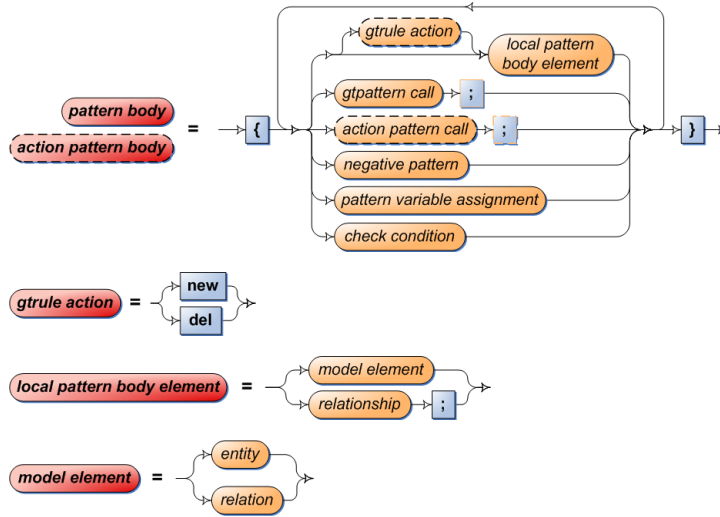 gtrule action
local pattern
body element
pattern body
action pattern body
=
{
gtpattern call
;
action pattern call
;
negative pattern
pattern variable assignment
check condition
}
gtrule action
=
new
del
local pattern body element
=
model element
relationship
;
model element
=
entity
relation